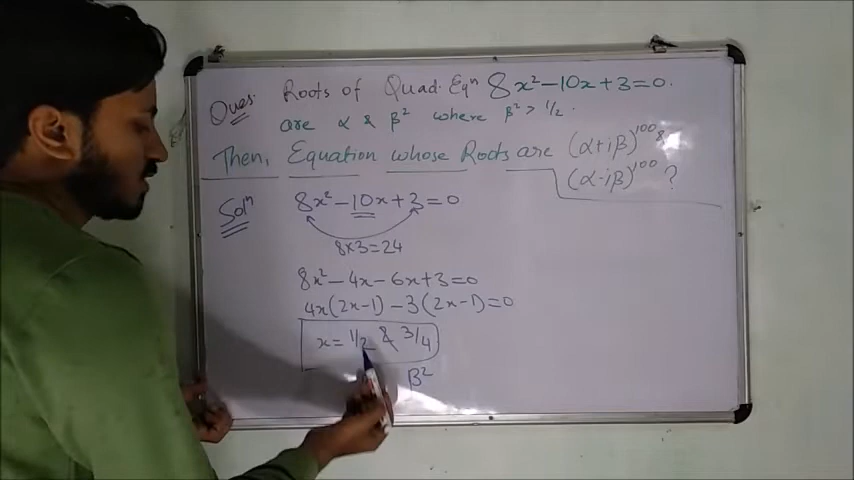 Ques. Roots of Quad. Eqⁿ 8x²-10x+3=0.
are α & β² where β² > 1/2.
Then, Equation whose Roots are (α+iβ)¹⁰⁰ &
(α-iβ)¹⁰⁰ ?
Solⁿ 8x²-10x+3=0
8×3=24
8x²-4x-6x+3=0
4x(2x-1)-3(2x-1)=0
x= 1/2 & 3/4
β²